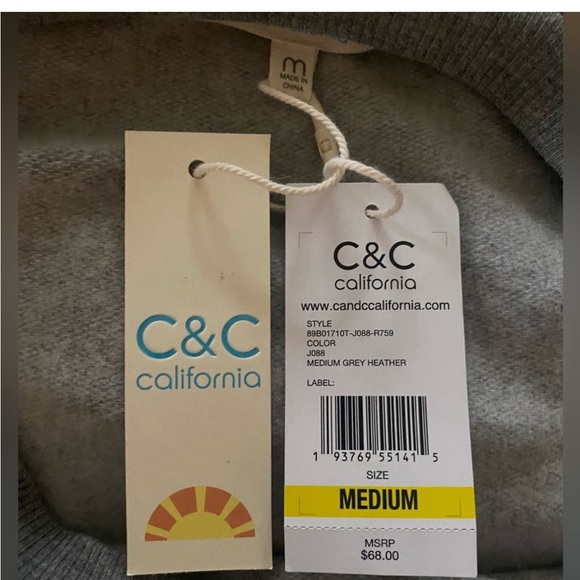 m
MADE IN
CHINA
C&C
california
C&C
california
www.candccalifornia.com
STYLE
89B01710T-J088-R759
COLOR
J088
MEDIUM GREY HEATHER
LABEL:
1 93769 55141 5
SIZE
MEDIUM
MSRP
$68.00